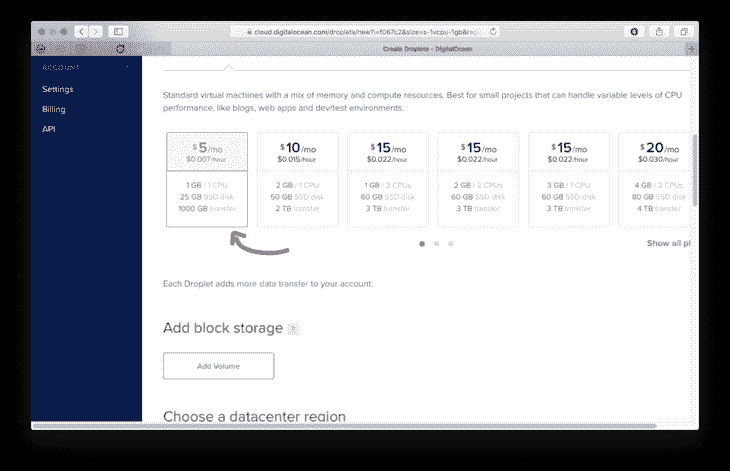 cloud.digitalocean.com/droplets/new?i=f067c2&size=s-1vcpu-1gb&regi
Create Droplets - DigitalOcean
ACCOUNT
Settings
Billing
API
Standard virtual machines with a mix of memory and compute resources. Best for small projects that can handle variable levels of CPU
performance, like blogs, web apps and dev/test environments.
$5/mo
$0.007/hour
1 GB / 1 CPU
25 GB SSD disk
1000 GB transfer
$10/mo
$0.015/hour
2 GB / 1 CPU
50 GB SSD disk
2 TB transfer
$15/mo
$0.022/hour
1 GB / 3 CPUs
60 GB SSD disk
3 TB transfer
$15/mo
$0.022/hour
2 GB / 2 CPUs
60 GB SSD disk
3 TB transfer
$15/mo
$0.022/hour
3 GB / 1 CPU
60 GB SSD disk
3 TB transfer
$20/mo
$0.030/hour
4 GB / 2 CPUs
80 GB SSD disk
4 TB transfer
Show all pl
Each Droplet adds more data transfer to your account.
Add block storage ?
Add Volume
Choose a datacenter region